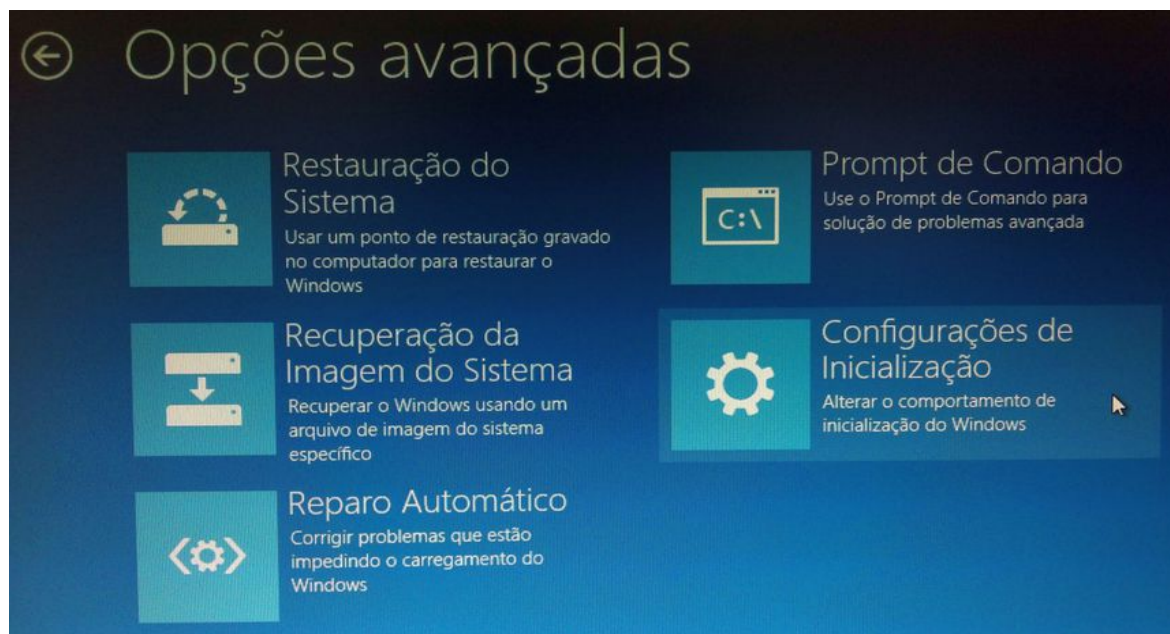 Opções avançadas
Restauração do
Sistema
Usar um ponto de restauração gravado
no computador para restaurar o
Windows
Recuperação da
Imagem do Sistema
Recuperar o Windows usando um
arquivo de imagem do sistema
específico
Reparo Automático
Corrigir problemas que estão
impedindo o carregamento do
Windows
Prompt de Comando
Use o Prompt de Comando para
solução de problemas avançada
C:\
Configurações de
Inicialização
Alterar o comportamento de
inicialização do Windows